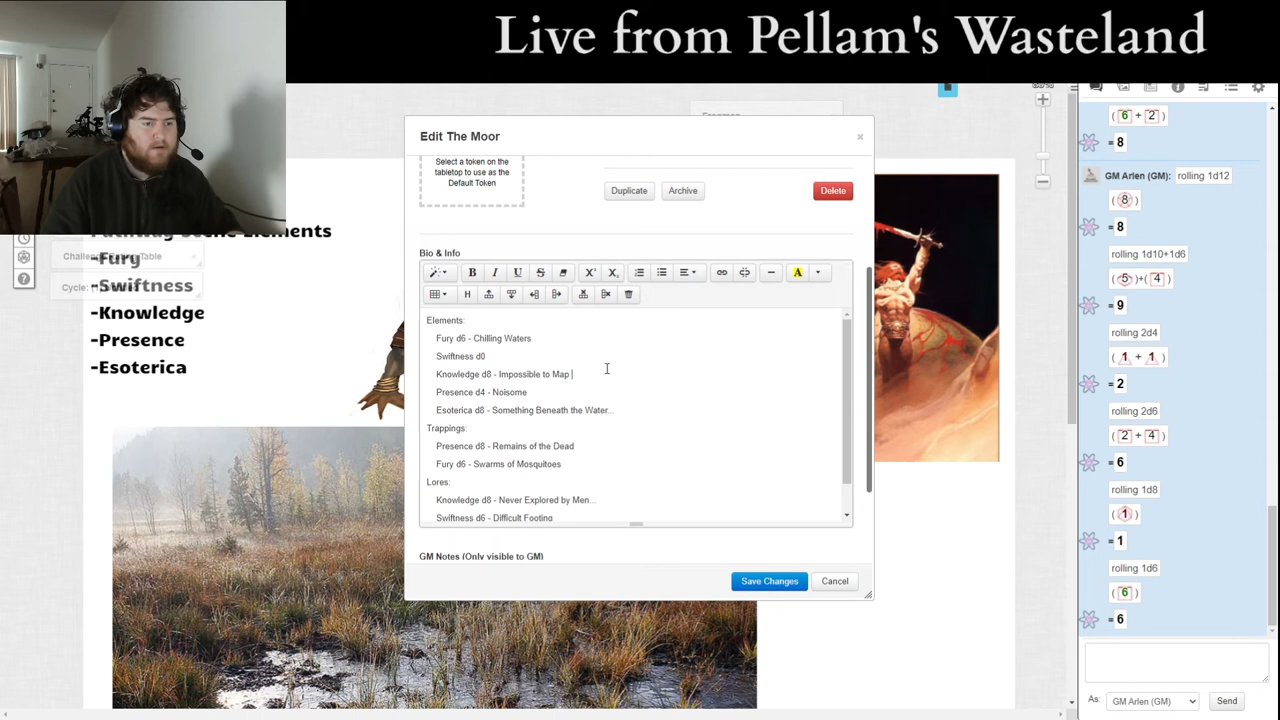 Live from Pellam's Wasteland
Edit The Moor
×
Select a token on the
tabletop to use as the
Default Token
Duplicate
Archive
Delete
Bio & Info
Elements:
Fury d6 - Chilling Waters
Swiftness d0
Knowledge d8 - Impossible to Map
Presence d4 - Noisome
Esoterica d8 - Something Beneath the Water...
Trappings:
Presence d8 - Remains of the Dead
Fury d6 - Swarms of Mosquitoes
Lores:
Knowledge d8 - Never Explored by Men...
Swiftness d6 - Difficult Footing
GM Notes (Only visible to GM)
Save Changes
Cancel
-Fury
-Swiftness
-Knowledge
-Presence
-Esoterica
Cycle:
( 6 + 2 )
= 8
GM Arlen (GM): rolling 1d12
( 8 )
= 8
rolling 1d10+1d6
( 5 )+( 4 )
= 9
rolling 2d4
( 1 + 1 )
= 2
rolling 2d6
( 2 + 4 )
= 6
rolling 1d8
( 1 )
= 1
rolling 1d6
( 6 )
= 6
As: GM Arlen (GM) Send